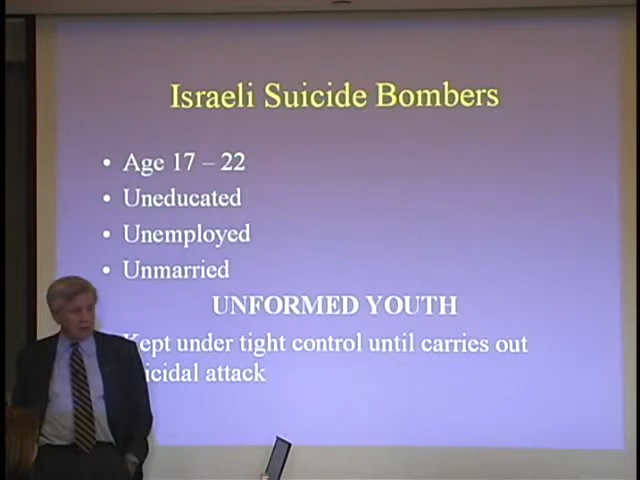 Israeli Suicide Bombers
• Age 17 – 22
• Uneducated
• Unemployed
• Unmarried
UNFORMED YOUTH
Kept under tight control until carries out
attack